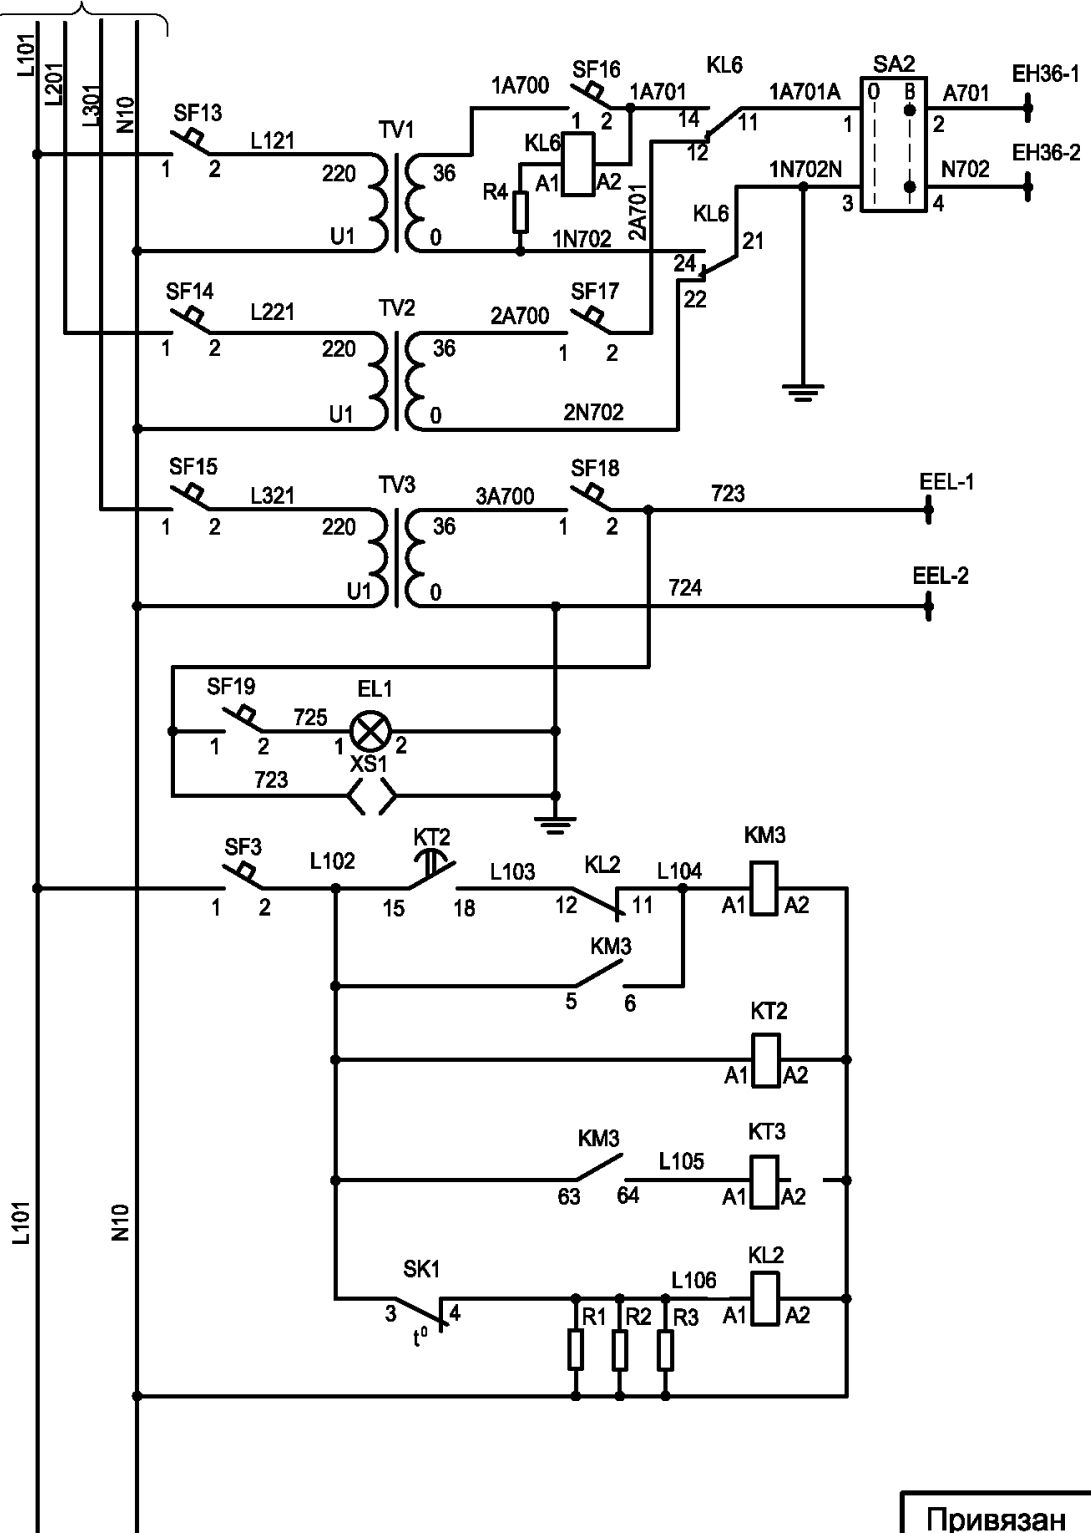 L101
L201
L301
N10
SF13
1
2
L121
220
U1
TV1
36
0
1A700
SF16
1
2
1A701
KL6
A1
A2
R4
1N702
2A701
KL6
14
11
12
1A701A
SA2
O
B
1
2
3
4
A701
EH36-1
EH36-2
N702
1N702N
KL6
21
24
22
SF14
1
2
L221
220
U1
TV2
36
0
2A700
SF17
1
2
2N702
SF15
1
2
L321
220
U1
TV3
36
0
3A700
SF18
1
2
723
EEL-1
724
EEL-2
SF19
1
2
725
EL1
1
2
723
XS1
SF3
1
2
L102
KT2
15
18
L103
KL2
12
11
L104
KM3
A1
A2
KM3
5
6
KT2
A1
A2
KM3
63
64
L105
KT3
A1
A2
SK1
3
4
t⁰
R1
R2
R3
L106
KL2
A1
A2
L101
N10
Привязан